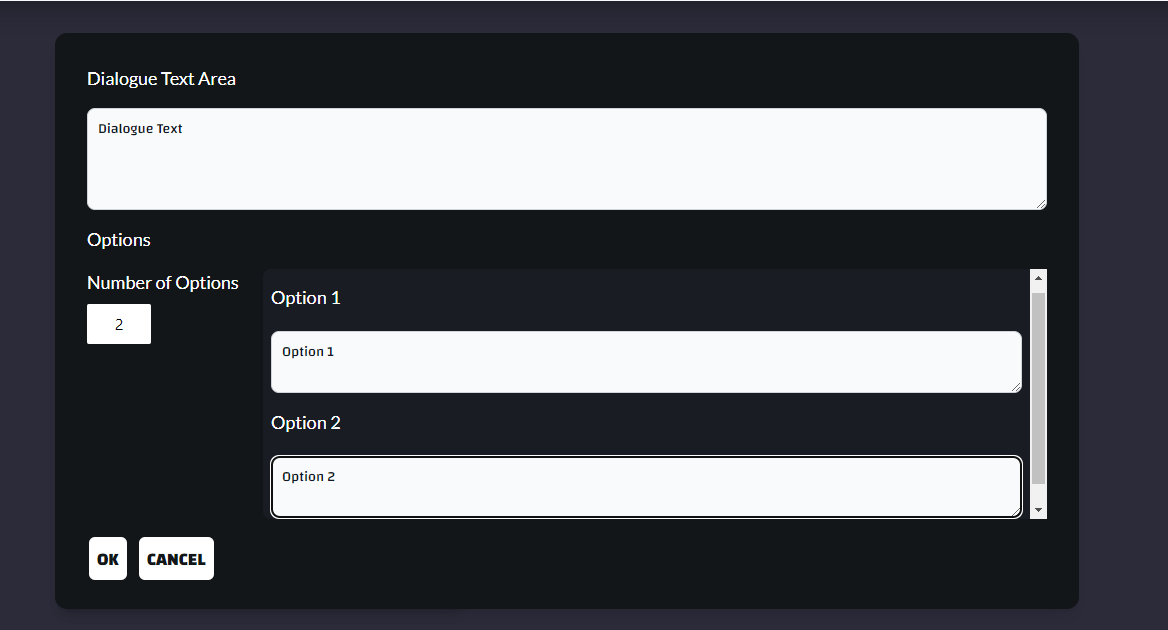 Dialogue Text Area
Dialogue Text
Options
Number of Options
2
Option 1
Option 1
Option 2
Option 2
OK CANCEL